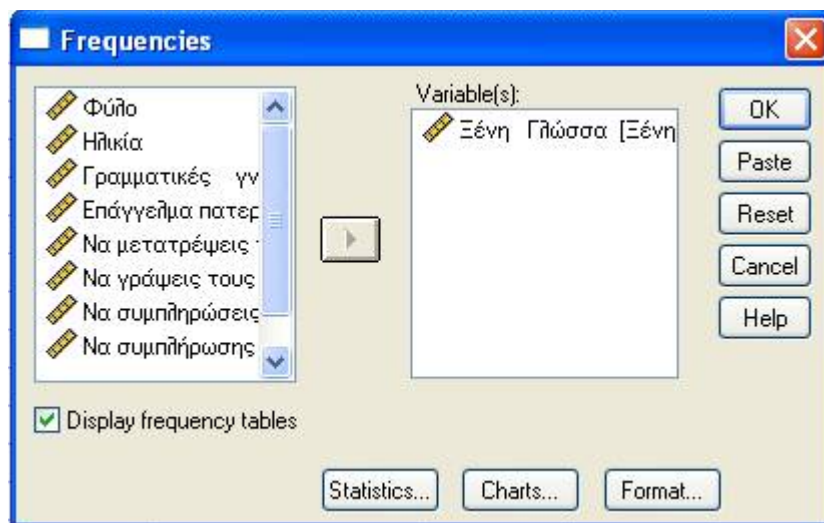 Frequencies
Φύλο
Ηλικία
Γραμματικές γν
Επάγγελμα πατερ
Να μετατρέψεις τ
Να γράψεις τους
Να συμπληρώσεις
Να συμπλήρωσης
Variable(s):
Ξένη Γλώσσα [Ξένη
OK
Paste
Reset
Cancel
Help
Display frequency tables
Statistics...
Charts...
Format...